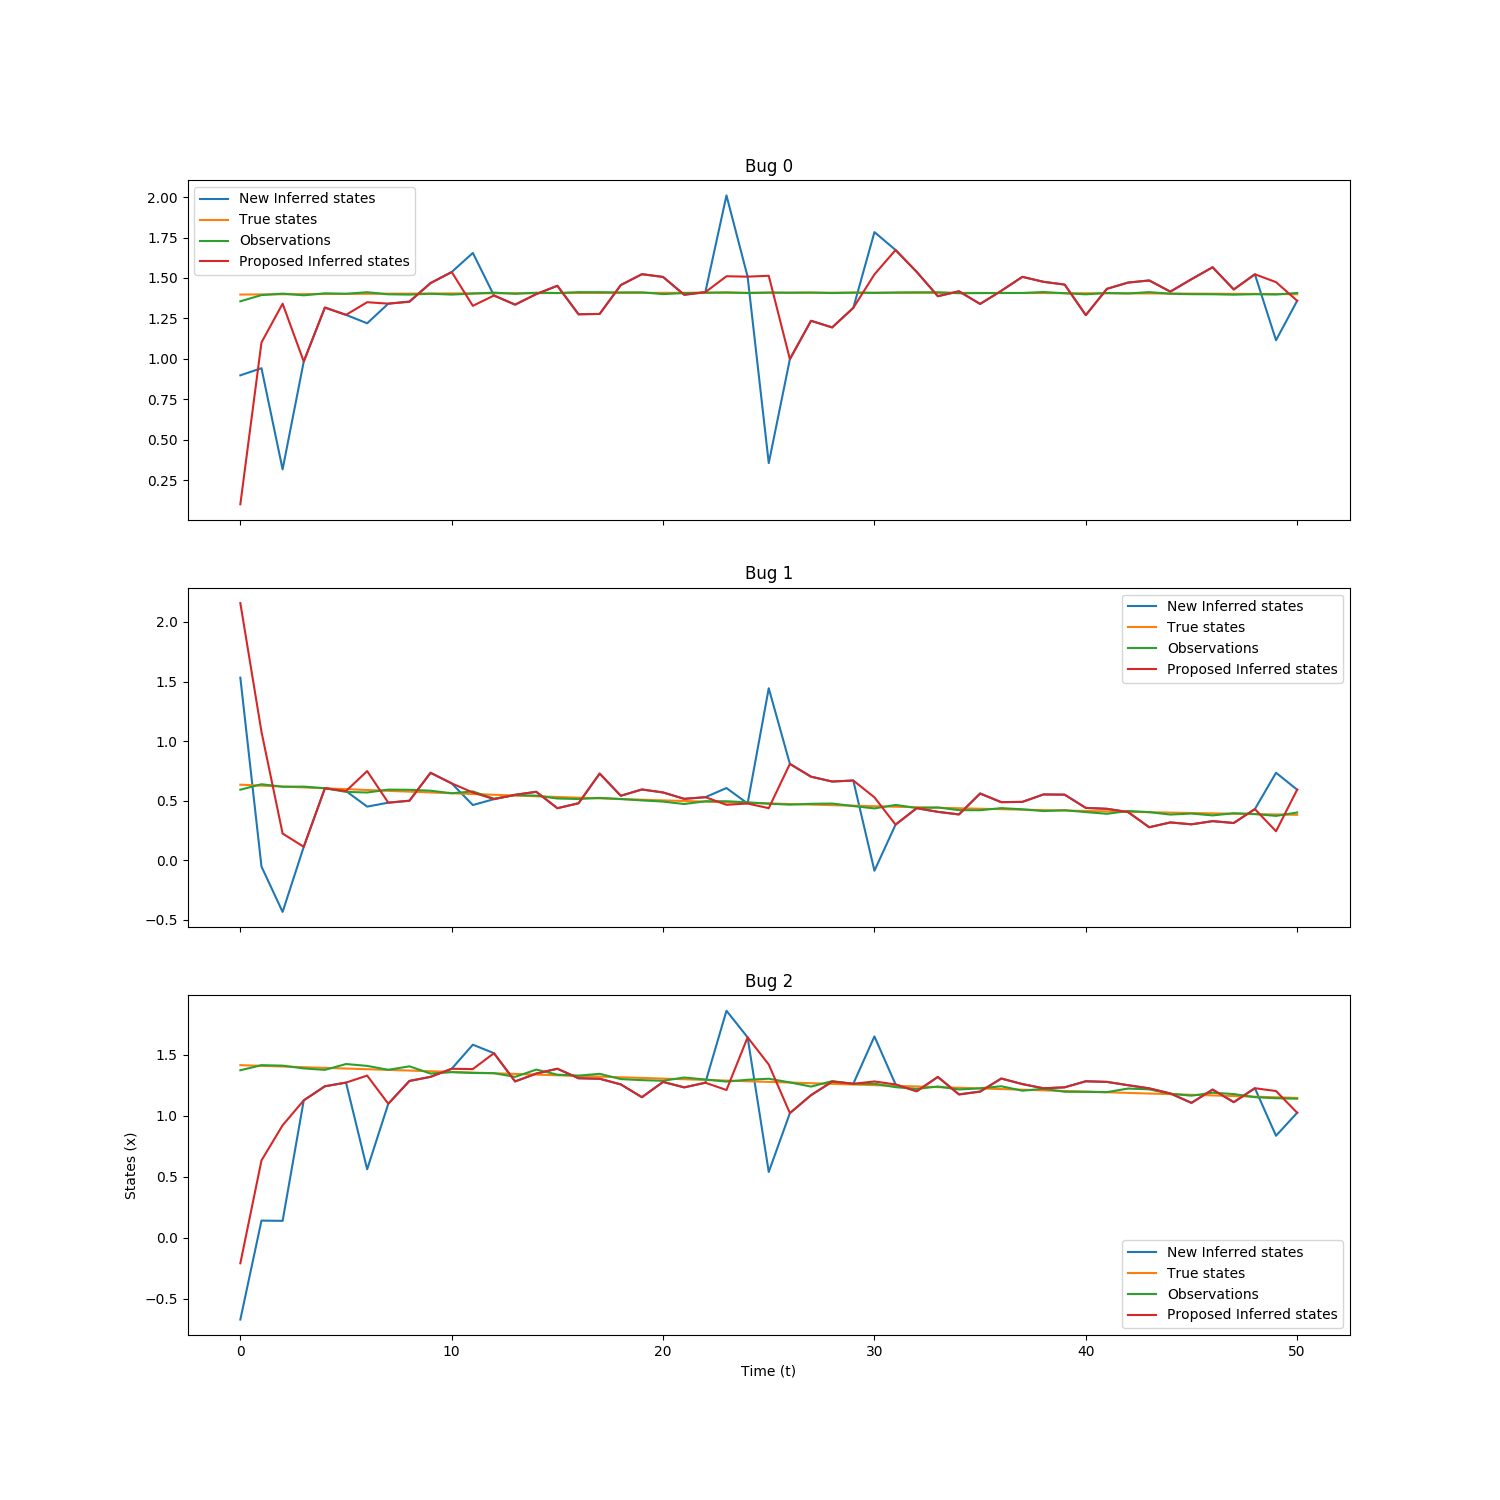 Bug 0
2.00
1.75
1.50
1.25
1.00
0.75
0.50
0.25
New Inferred states
True states
Observations
Proposed Inferred states
Bug 1
2.0
1.5
1.0
0.5
0.0
−0.5
New Inferred states
True states
Observations
Proposed Inferred states
Bug 2
States (x)
1.5
1.0
0.5
0.0
−0.5
New Inferred states
True states
Observations
Proposed Inferred states
0 10 20 30 40 50
Time (t)